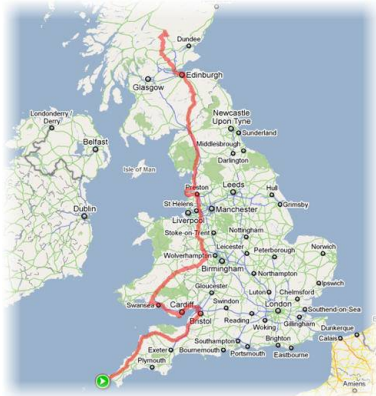 Dundee
Edinburgh
Glasgow
Londonderry /
Derry
Newcastle
Upon Tyne
Sunderland
Belfast
Middlesbrough
Darlington
Isle of Man
Preston
Leeds
Hull
St Helens
Manchester
Grimsby
Liverpool
Dublin
Stoke-on-Trent
Nottingham
Leicester
Peterborough
Norwich
Wolverhampton
Birmingham
Northampton
Ipswich
Gloucester
Luton
Chelmsford
Swansea
Cardiff
Swindon
London
Southend-on-Sea
Bristol
Reading
Gillingham
Woking
Dunkerque
Southampton
Brighton
Calais
Exeter
Bournemouth
Portsmouth
Eastbourne
Plymouth
Amiens